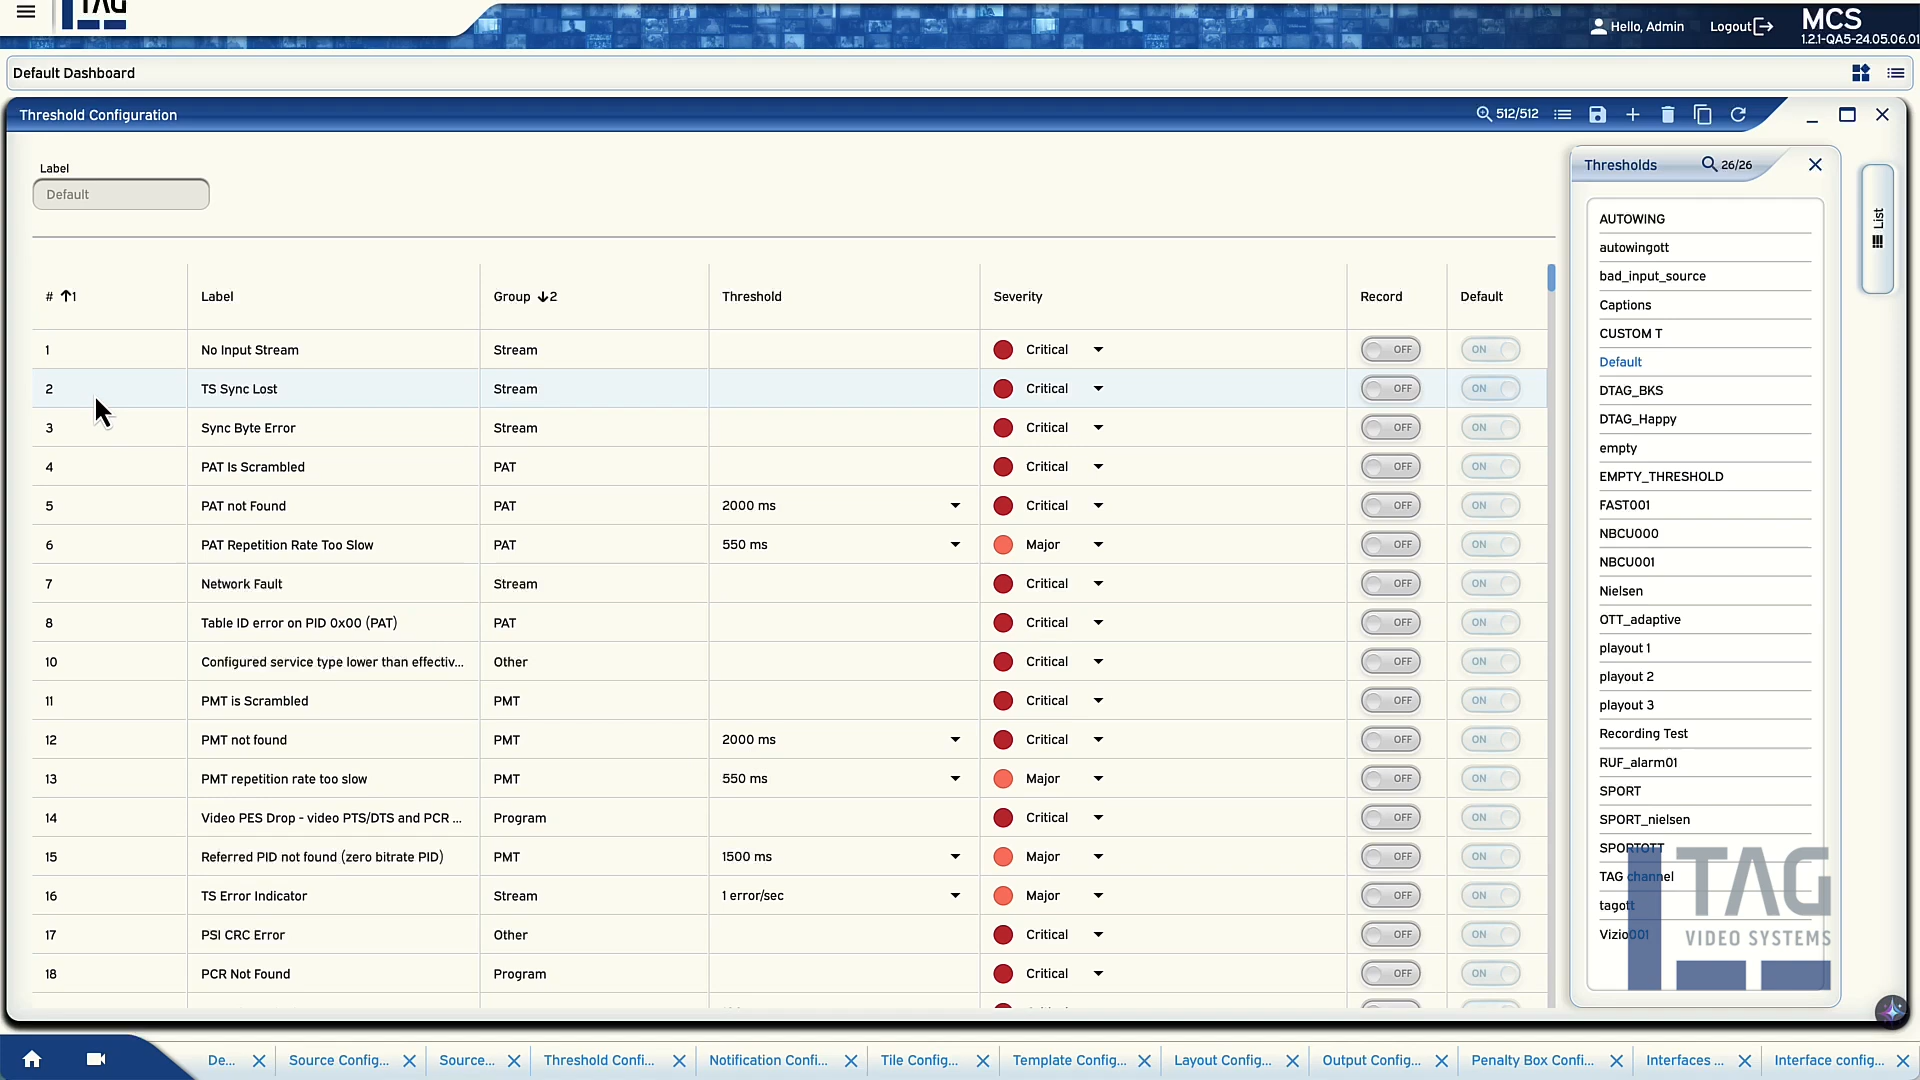 TAG
Hello, Admin
Logout
MCS
1.2.1-QA5-24.05.06.01
Default Dashboard
Threshold Configuration
512/512
Label
Default
# 1 Label Group 2 Threshold Severity Record Default
1 No Input Stream Stream Critical OFF ON
2 TS Sync Lost Stream Critical OFF ON
3 Sync Byte Error Stream Critical OFF ON
4 PAT Is Scrambled PAT Critical OFF ON
5 PAT not Found PAT 2000 ms Critical OFF ON
6 PAT Repetition Rate Too Slow PAT 550 ms Major OFF ON
7 Network Fault Stream Critical OFF ON
8 Table ID error on PID 0x00 (PAT) PAT Critical OFF ON
10 Configured service type lower than effectiv... Other Critical OFF ON
11 PMT is Scrambled PMT Critical OFF ON
12 PMT not found PMT 2000 ms Critical OFF ON
13 PMT repetition rate too slow PMT 550 ms Major OFF ON
14 Video PES Drop - video PTS/DTS and PCR ... Program Critical OFF ON
15 Referred PID not found (zero bitrate PID) PMT 1500 ms Major OFF ON
16 TS Error Indicator Stream 1 error/sec Major OFF ON
17 PSI CRC Error Other Critical OFF ON
18 PCR Not Found Program Critical OFF ON
Thresholds 26/26
AUTOWING
autowingott
bad_input_source
Captions
CUSTOM T
Default
DTAG_BKS
DTAG_Happy
empty
EMPTY_THRESHOLD
FAST001
NBCU000
NBCU001
Nielsen
OTT_adaptive
playout 1
playout 2
playout 3
Recording Test
RUF_alarm01
SPORT
SPORT_nielsen
SPORTOTT
TAG channel
tagott
Vizio001
List
TAG
VIDEO SYSTEMS
De... Source Config... Source... Threshold Confi... Notification Confi... Tile Config... Template Config... Layout Config... Output Config... Penalty Box Confi... Interfaces ... Interface config...